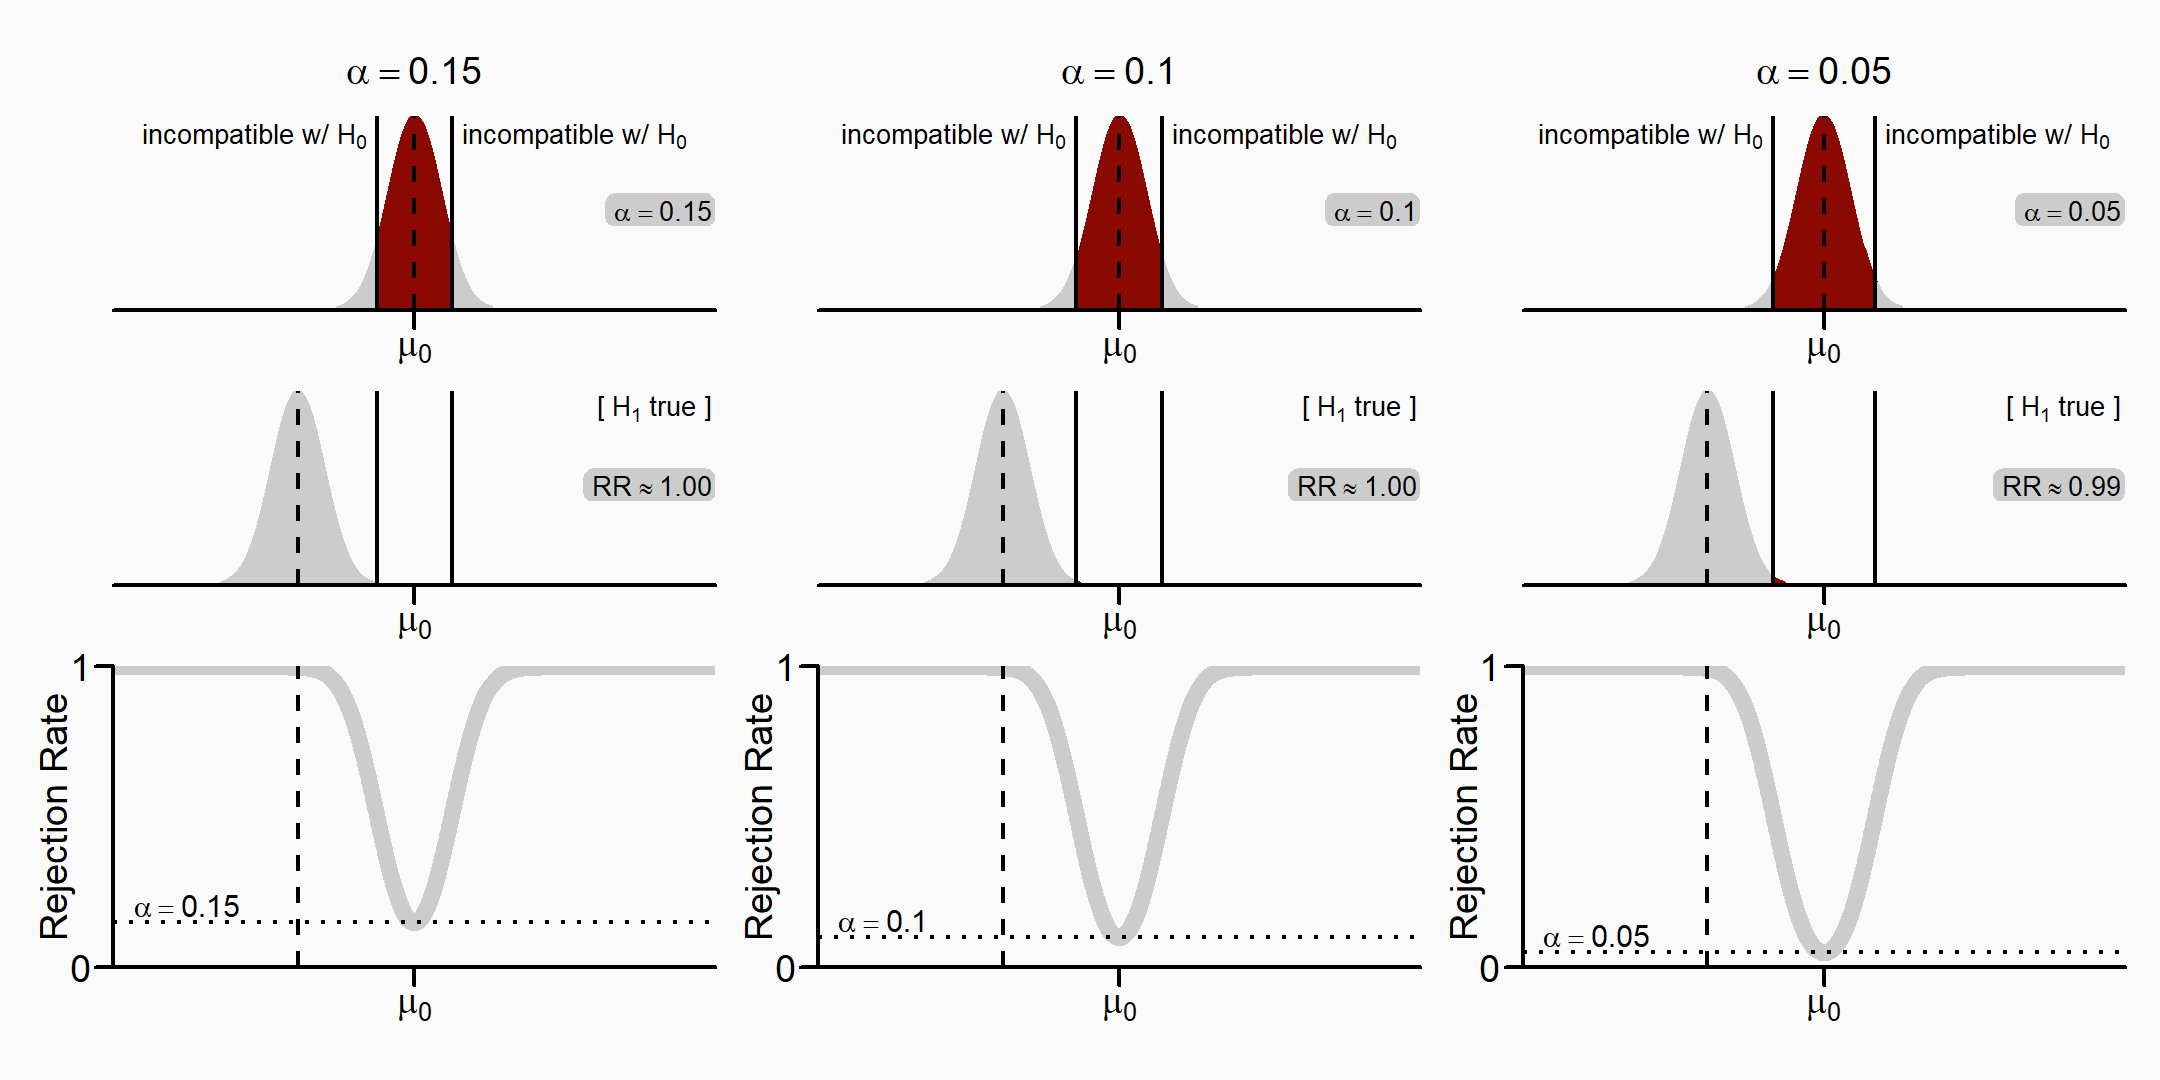 α = 0.15
incompatible w/ H₀
incompatible w/ H₀
α = 0.15
μ₀
[ H₁ true ]
RR ≈ 1.00
μ₀
1
Rejection Rate
α = 0.15
0
μ₀
α = 0.1
incompatible w/ H₀
incompatible w/ H₀
α = 0.1
μ₀
[ H₁ true ]
RR ≈ 1.00
μ₀
1
Rejection Rate
α = 0.1
0
μ₀
α = 0.05
incompatible w/ H₀
incompatible w/ H₀
α = 0.05
μ₀
[ H₁ true ]
RR ≈ 0.99
μ₀
1
Rejection Rate
α = 0.05
0
μ₀